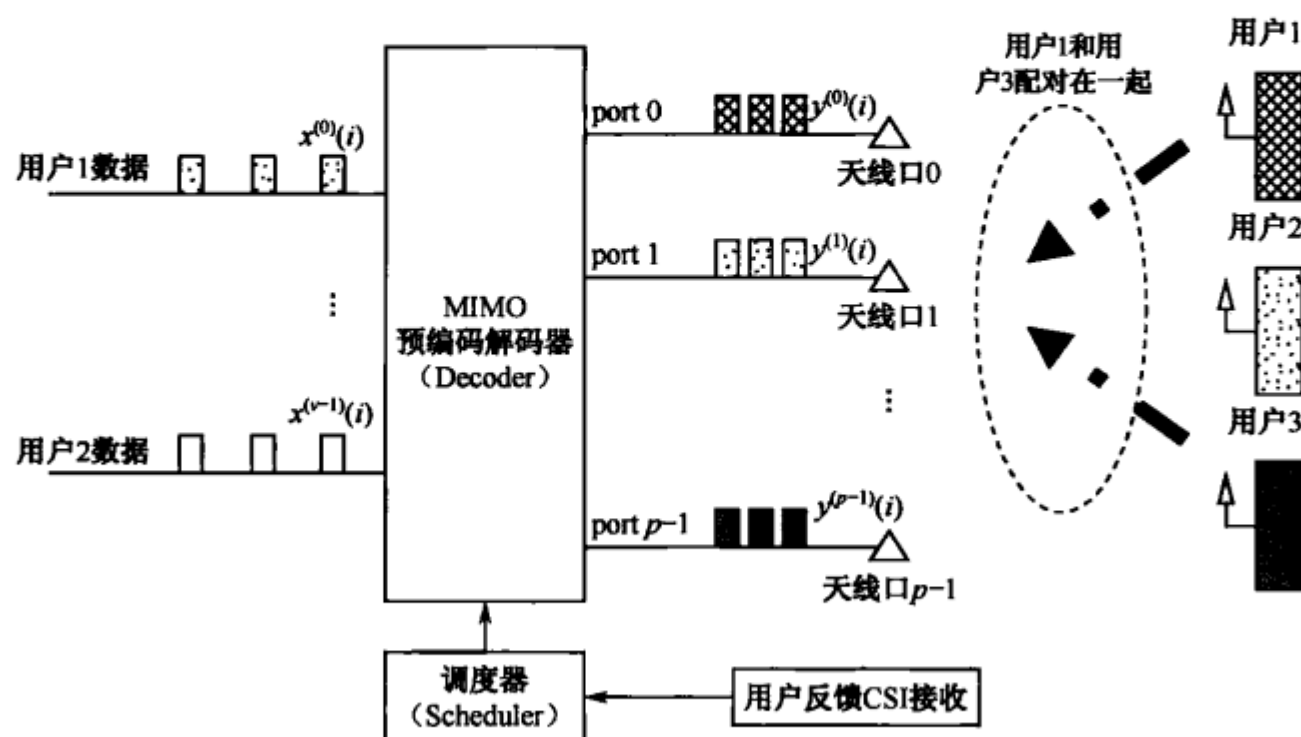 用户1数据
x^(0)(i)
⋮
用户2数据
x^(v−1)(i)
MIMO
预编码解码器
（Decoder）
port 0
y^(0)(i)
天线口0
port 1
y^(1)(i)
天线口1
⋮
port p−1
y^(p−1)(i)
天线口p−1
用户1和用
户3配对在一起
用户1
用户2
用户3
调度器
（Scheduler）
用户反馈CSI接收